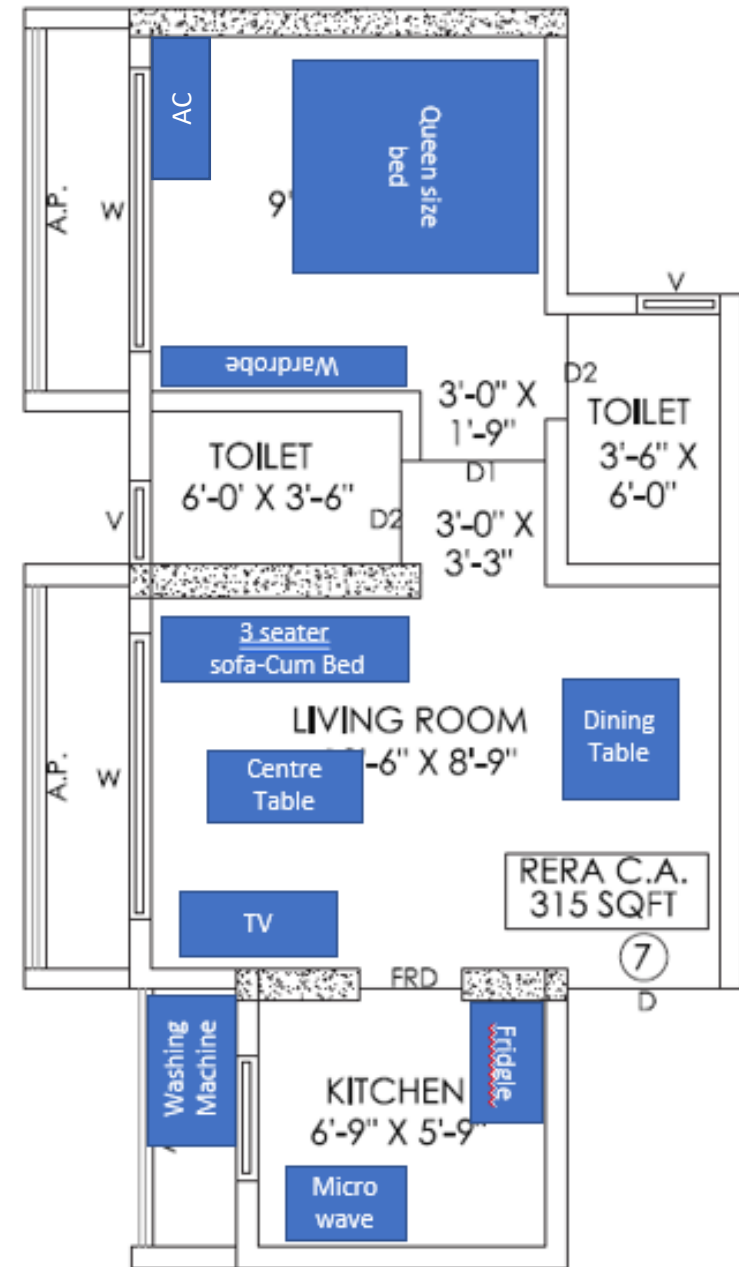 AC
Queen size
bed
A.P.
W
9'
V
Wardrobe
D2
3'-0" X
1'-9"
TOILET
3'-6" X
6'-0"
TOILET
6'-0' X 3'-6"
D1
V
D2
3'-0" X
3'-3"
3 seater
sofa-Cum Bed
LIVING ROOM
-6" X 8'-9"
Dining
Table
A.P.
W
Centre
Table
RERA C.A.
315 SQFT
TV
7
FRD
D
Washing
Machine
Fridgle
KITCHEN
6'-9" X 5'-9"
Micro
wave